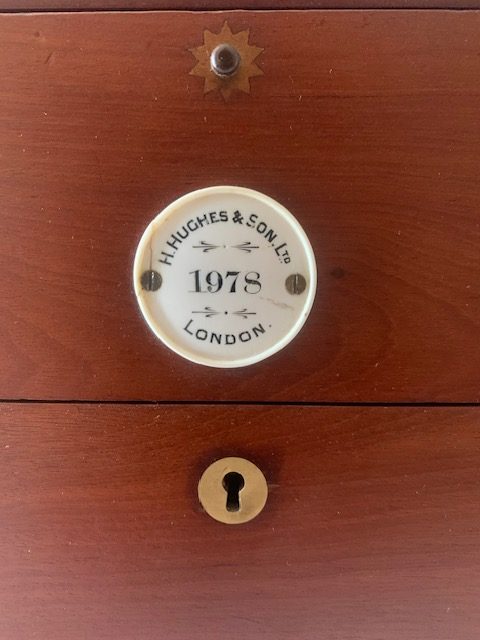 H. HUGHES & SON, LTD
1978
LONDON.